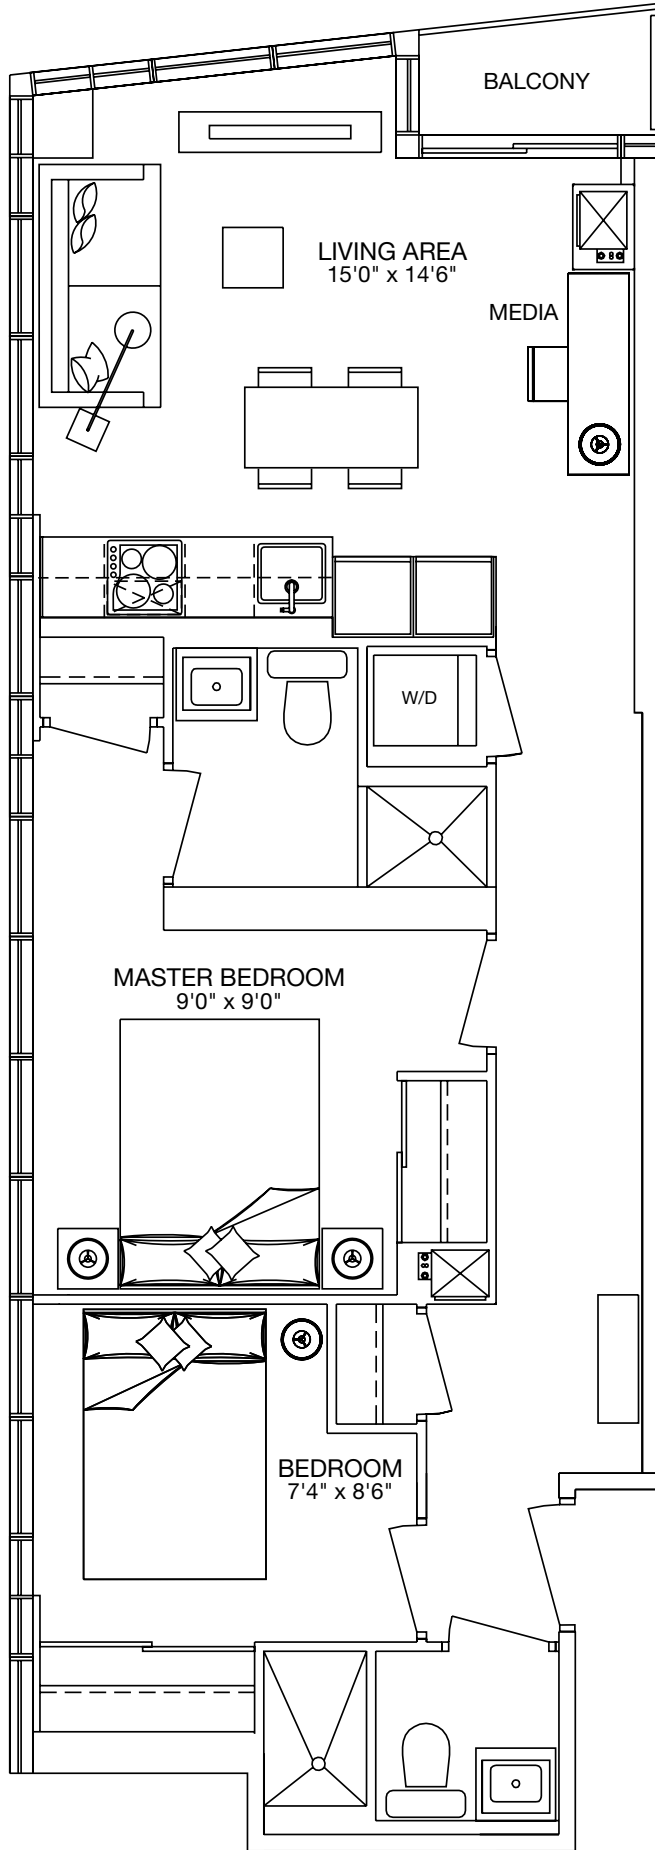 BALCONY
LIVING AREA
15'0" x 14'6"
MEDIA
W/D
MASTER BEDROOM
9'0" x 9'0"
BEDROOM
7'4" x 8'6"